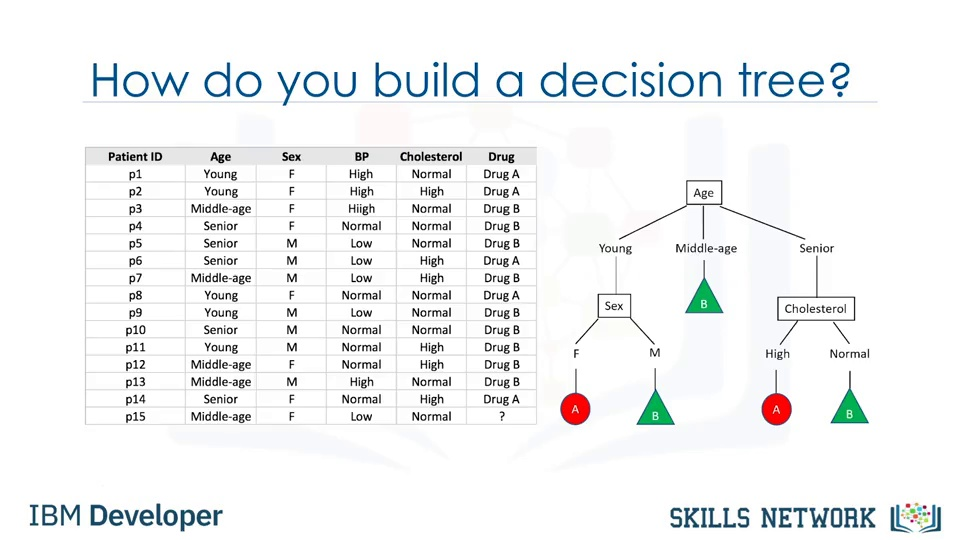 How do you build a decision tree?
Patient ID Age Sex BP Cholesterol Drug
p1 Young F High Normal Drug A
p2 Young F High High Drug A
p3 Middle-age F Hiigh Normal Drug B
p4 Senior F Normal Normal Drug B
p5 Senior M Low Normal Drug B
p6 Senior M Low High Drug A
p7 Middle-age M Low High Drug B
p8 Young F Normal Normal Drug A
p9 Young M Low Normal Drug B
p10 Senior M Normal Normal Drug B
p11 Young M Normal High Drug B
p12 Middle-age F Normal High Drug B
p13 Middle-age M High Normal Drug B
p14 Senior F Normal High Drug A
p15 Middle-age F Low Normal ?
Age
Young Middle-age Senior
Sex B Cholesterol
F M High Normal
A B A B
IBM Developer
SKILLS NETWORK